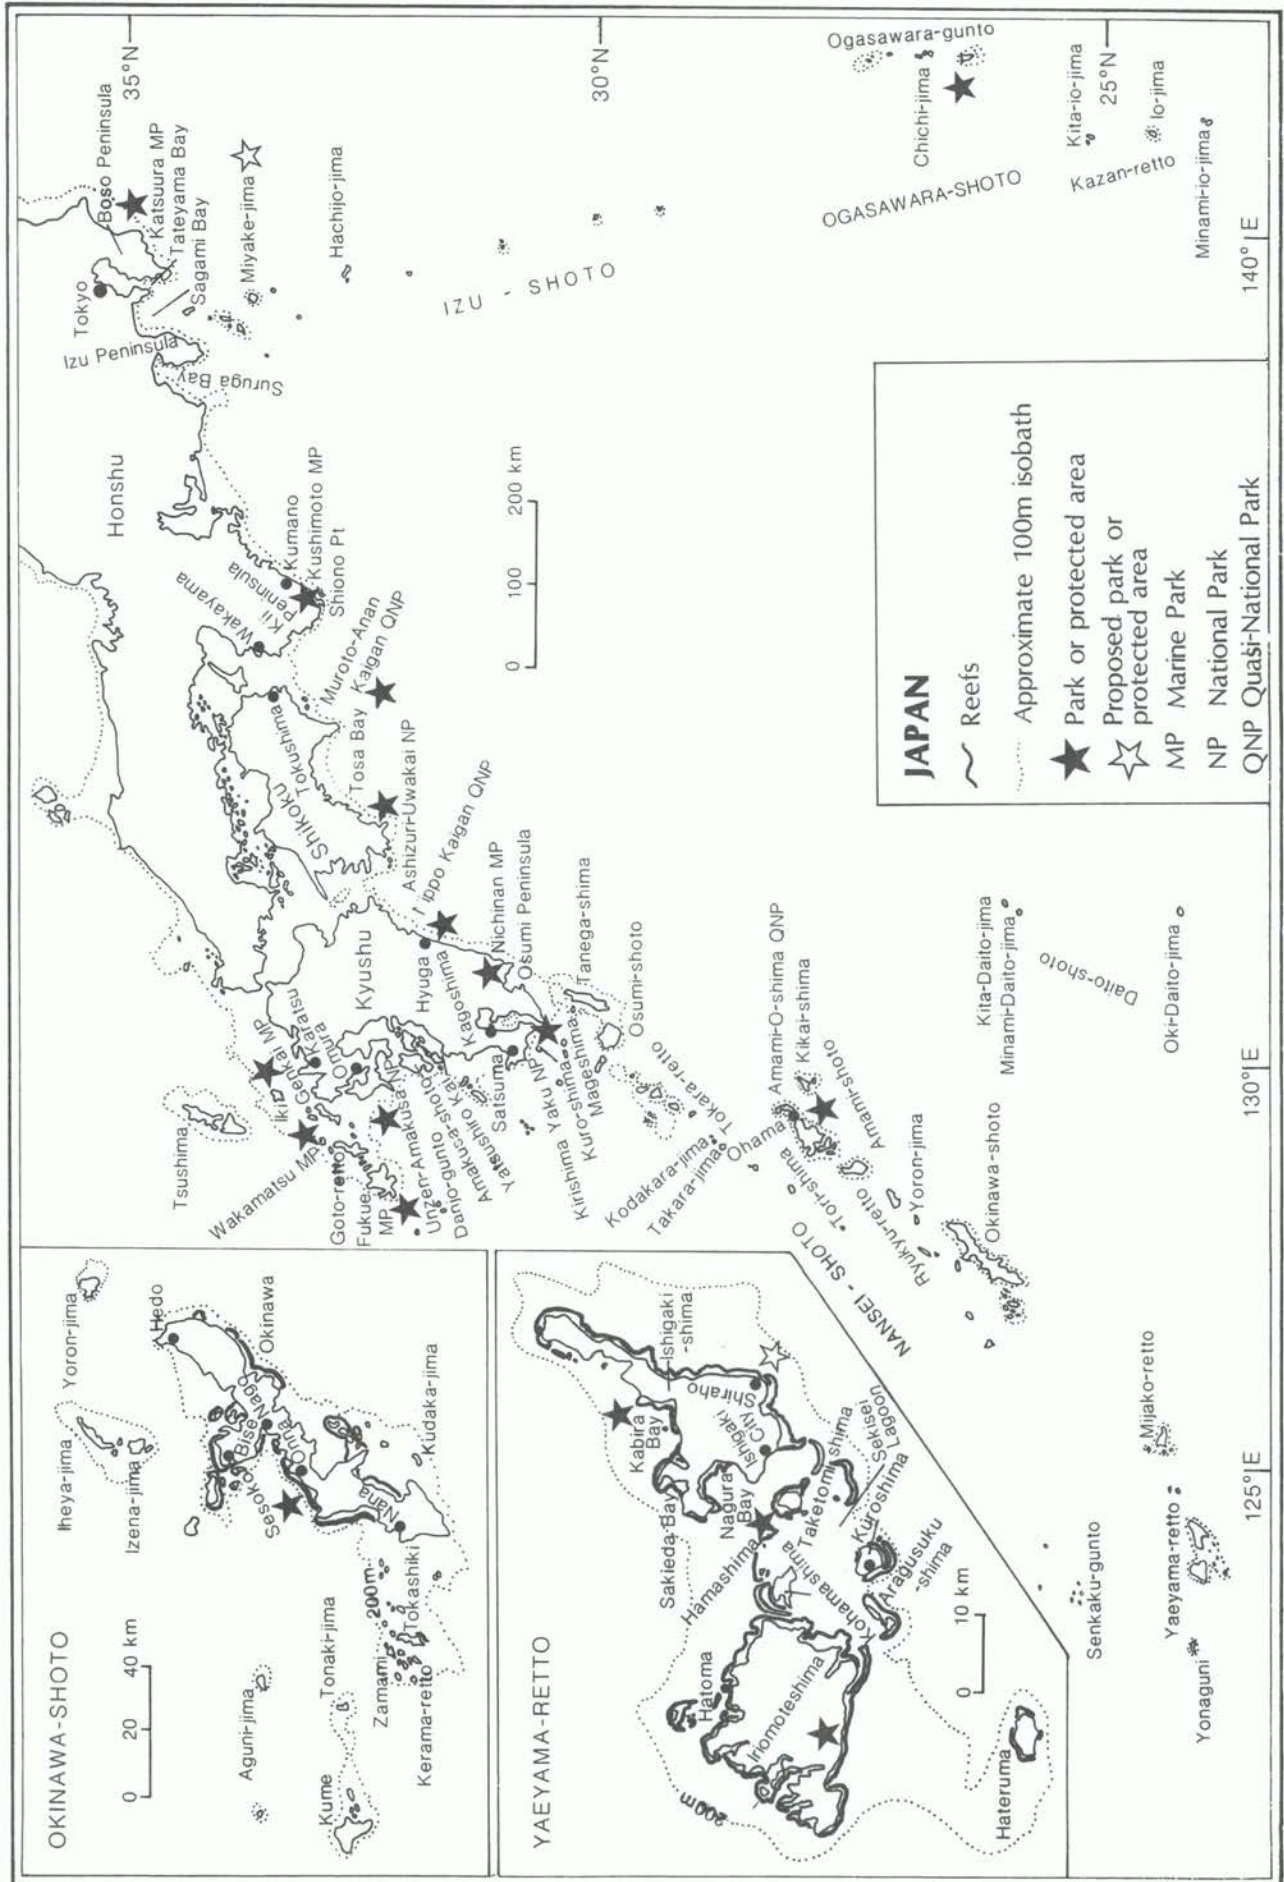 OKINAWA-SHOTO
0 20 40 km
Iheya-jima
Yoron-jima
Izena-jima
Hedo
Bise
Nago
Okinawa
Sesoko
Onna
Aguni-jima
Tonaki-jima
Kume
Zamami
200m
Tokashiki
Kerama-retto
Nana
Kudaka-jima
YAEYAMA-RETTO
Kabira
Bay
Ishigaki
-shima
Sakieda Bay
Nagura
Bay
Ishigaki
City
Shiraho
Hamashima
Taketomi shima
Sekisei
Lagoon
Kohamashima
Kuroshima
Aragusuku
-shima
Hatoma
Iriomoteshima
200m
Hateruma
0 10 km
Tsushima
Iki
Genkai MP
Karatsu
Omura
Wakamatsu MP
Goto-retto
Fukue
MP
Unzen-Amakusa NP
Danjo-gunto
Amakusa-shoto
Yatsushiro Kai
Kyushu
Hyuga
Kagoshima
Satsuma
Kirishima Yaku NP
Kuro-shima
Mageshima
Ippo Kaigan QNP
Nichinan MP
Osumi Peninsula
Tanega-shima
Osumi-shoto
Honshu
Shikoku
Tokushima
Tosa Bay
Ashizuri-Uwakai NP
Muroto-Anan
Kaigan QNP
Wakayama
Kii
Peninsula
Kumano
Kushimoto MP
Shiono Pt
0 100 200 km
Tokyo
Izu Peninsula
Suruga Bay
Boso Peninsula
35°N
Katsuura MP
Tateyama Bay
Sagami Bay
Miyake-jima
Hachijo-jima
IZU - SHOTO
30°N
Ogasawara-gunto
Chichi-jima
OGASAWARA-SHOTO
Kita-io-jima
25°N
Kazan-retto
Io-jima
Minami-io-jima
140°E
Kodakara-jima
Takara-jima
Tokara-retto
NANSEI - SHOTO
Ohama
Amami-O-shima QNP
Kikai-shima
Tori-shima
Amami-shoto
Ryukyu-retto
Yoron-jima
Okinawa-shoto
Kita-Daito-jima
Minami-Daito-jima
Daito-shoto
Oki-Daito-jima
130°E
Mijako-retto
125°E
Senkaku-gunto
Yaeyama-retto
Yonaguni
JAPAN
Reefs
Approximate 100m isobath
Park or protected area
Proposed park or
protected area
MP Marine Park
NP National Park
QNP Quasi-National Park